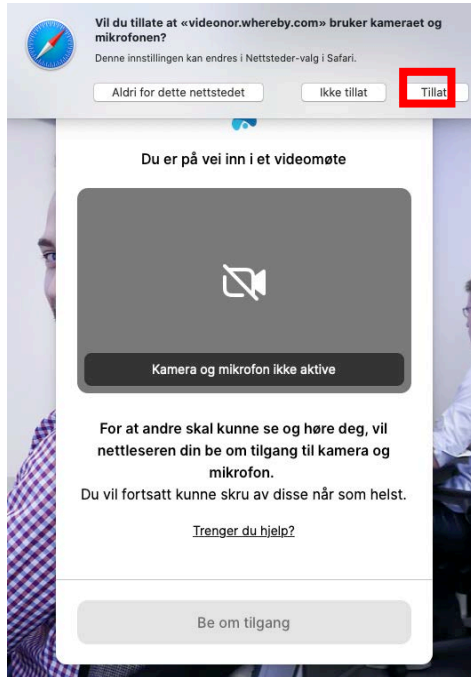 Vil du tillate at «videonor.whereby.com» bruker kameraet og
mikrofonen?
Denne innstillingen kan endres i Nettsteder-valg i Safari.
Aldri for dette nettstedet
Ikke tillat
Tillat
Du er på vei inn i et videomøte
Kamera og mikrofon ikke aktive
For at andre skal kunne se og høre deg, vil
nettleseren din be om tilgang til kamera og
mikrofon.
Du vil fortsatt kunne skru av disse når som helst.
Trenger du hjelp?
Be om tilgang